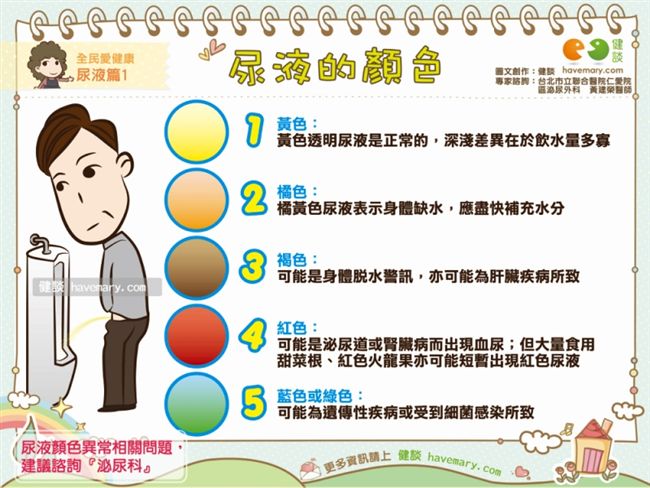 全民愛健康
尿液篇1
尿液的顏色
健談
圖文創作：健談 havemary.com
專家諮詢：台北市立聯合醫院仁愛院
區泌尿外科 黃建榮醫師
1 黃色：
黃色透明尿液是正常的，深淺差異在於飲水量多寡
2 橘色：
橘黃色尿液表示身體缺水，應盡快補充水分
3 褐色：
可能是身體脫水警訊，亦可能為肝臟疾病所致
4 紅色：
可能是泌尿道或腎臟病而出現血尿；但大量食用
甜菜根、紅色火龍果亦可能短暫出現紅色尿液
5 藍色或綠色：
可能為遺傳性疾病或受到細菌感染所致
健談 havemary.com
尿液顏色異常相關問題，
建議諮詢『泌尿科』
更多資訊請上 健談 havemary.com